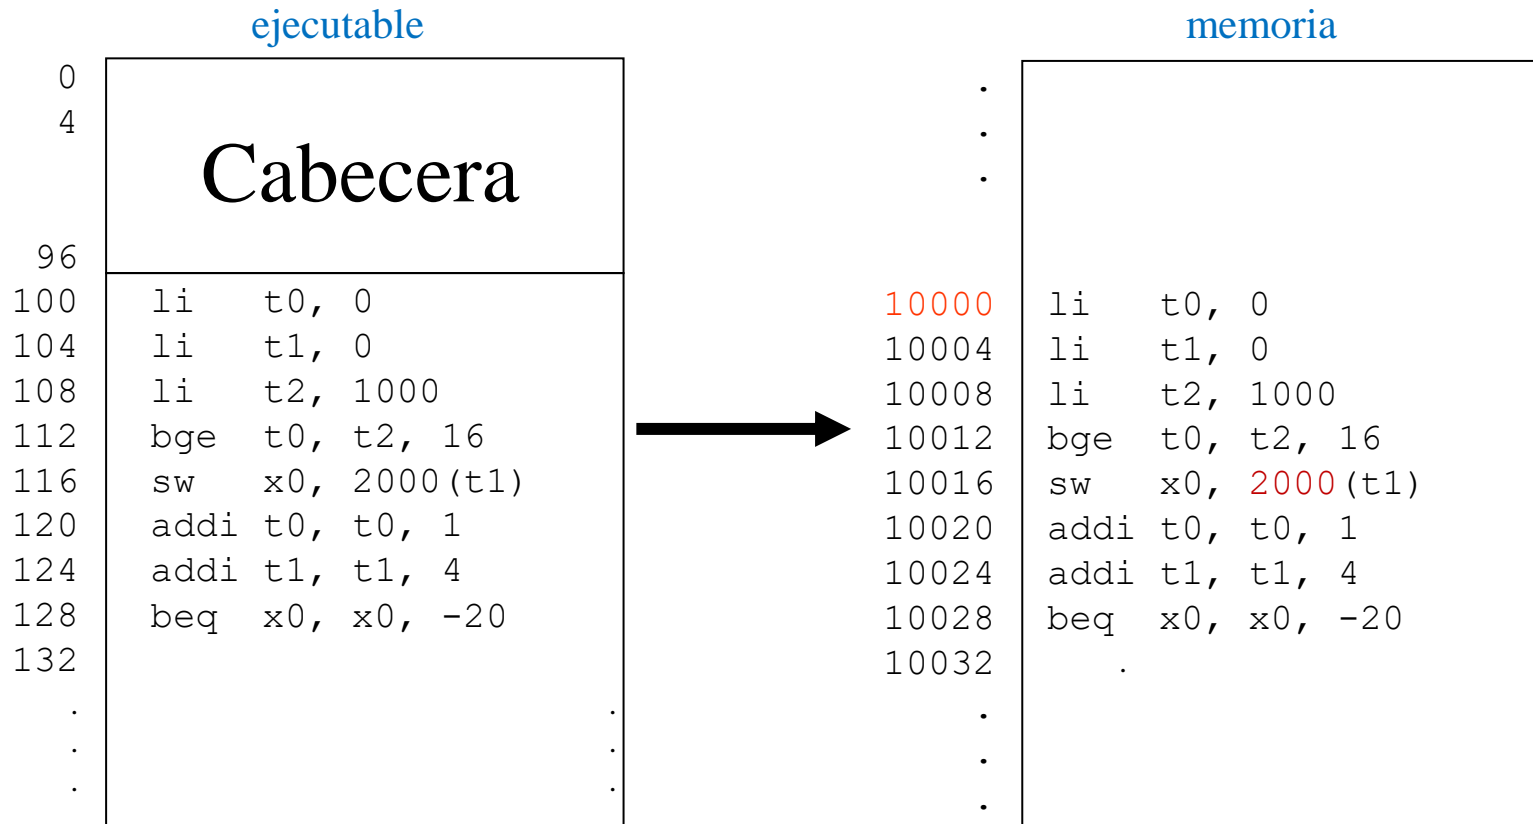 ejecutable
0
4
Cabecera
96
100 li t0, 0
104 li t1, 0
108 li t2, 1000
112 bge t0, t2, 16
116 sw x0, 2000(t1)
120 addi t0, t0, 1
124 addi t1, t1, 4
128 beq x0, x0, -20
132
. .
. .
. .
memoria
.
.
.
10000 li t0, 0
10004 li t1, 0
10008 li t2, 1000
10012 bge t0, t2, 16
10016 sw x0, 2000(t1)
10020 addi t0, t0, 1
10024 addi t1, t1, 4
10028 beq x0, x0, -20
10032 .
.
.
.